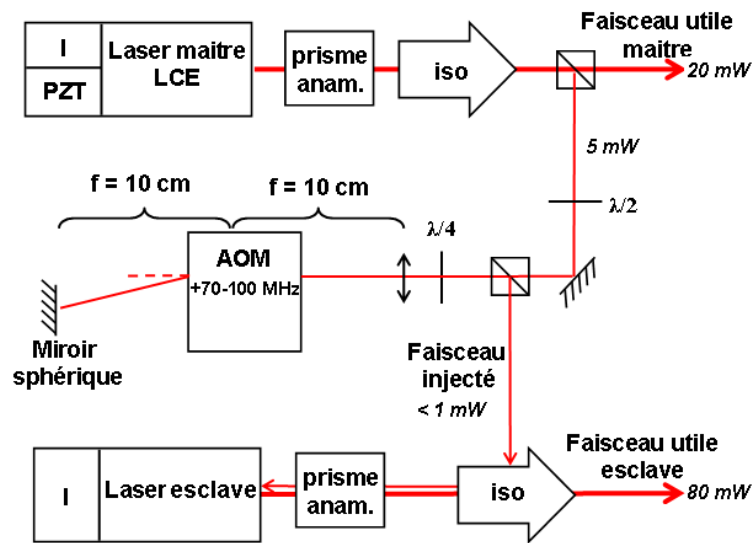 I
PZT
Laser maitre
LCE
prisme
anam.
iso
Faisceau utile
maitre
20 mW
5 mW
λ/2
f = 10 cm
f = 10 cm
λ/4
AOM
+70-100 MHz
Miroir
sphérique
Faisceau
injecté
< 1 mW
I
Laser esclave
prisme
anam.
iso
Faisceau utile
esclave
80 mW